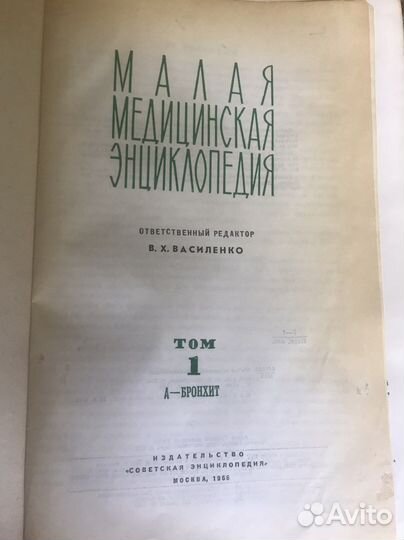 МАЛАЯ
МЕДИЦИНСКАЯ
ЭНЦИКЛОПЕДИЯ
ОТВЕТСТВЕННЫЙ РЕДАКТОР
В. Х. ВАСИЛЕНКО
ТОМ
1
А—БРОНХИТ
ИЗДАТЕЛЬСТВО
«СОВЕТСКАЯ ЭНЦИКЛОПЕДИЯ»
МОСКВА, 1966
Avito